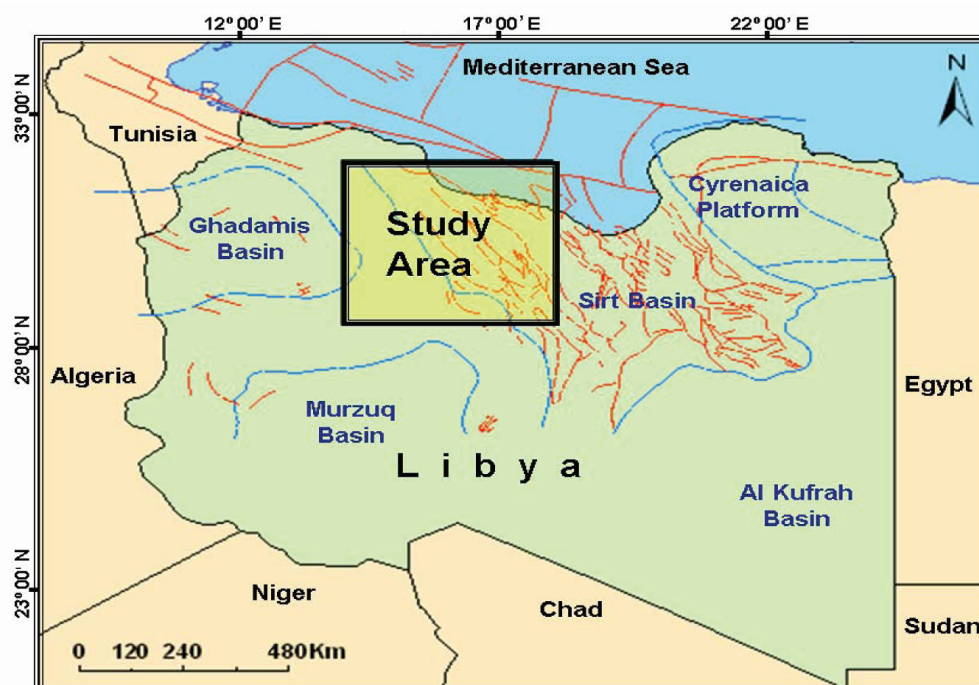 12°00' E
17°00' E
22°00' E
33°00' N
28°00' N
23°00' N
Mediterranean Sea
N
Tunisia
Cyrenaica
Platform
Ghadamis
Basin
Study
Area
Sirt Basin
Algeria
Egypt
Murzuq
Basin
L i b y a
Al Kufrah
Basin
Niger
Chad
Sudan
0 120 240 480Km